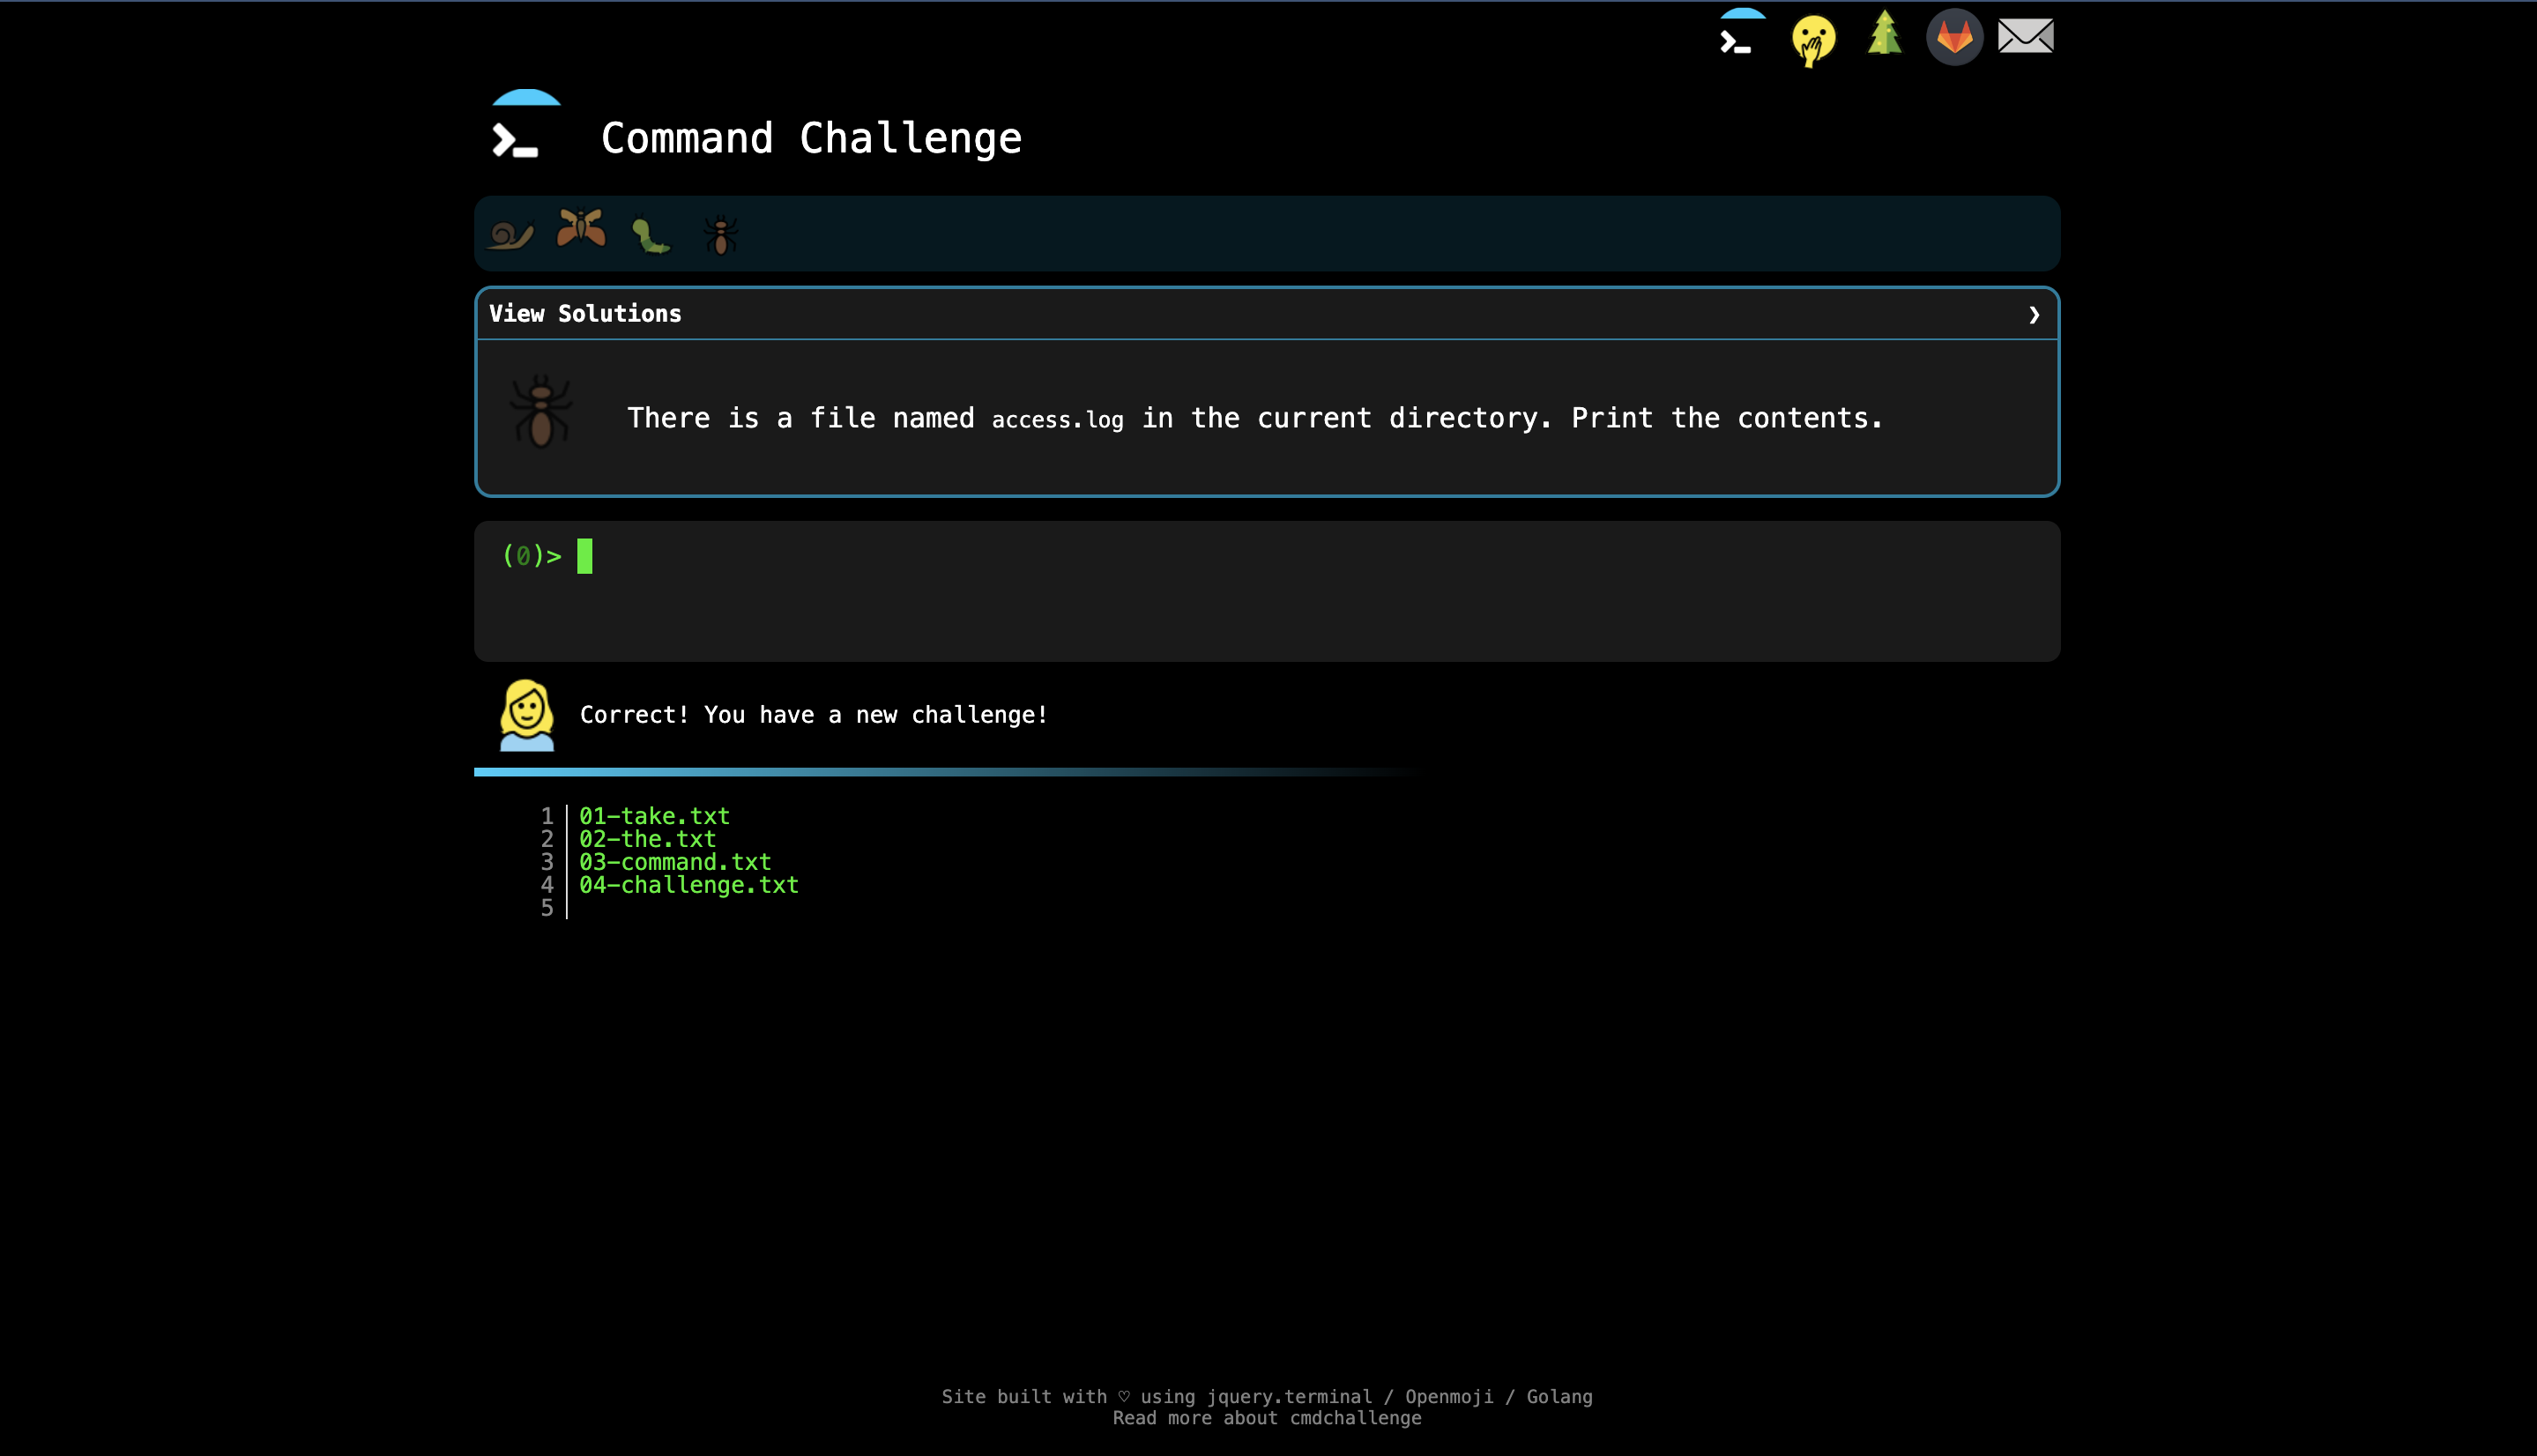 Command Challenge
View Solutions ❯
There is a file named access.log in the current directory. Print the contents.
(0)>
Correct! You have a new challenge!
1 01-take.txt
2 02-the.txt
3 03-command.txt
4 04-challenge.txt
5
Site built with ♡ using jquery.terminal / Openmoji / Golang
Read more about cmdchallenge